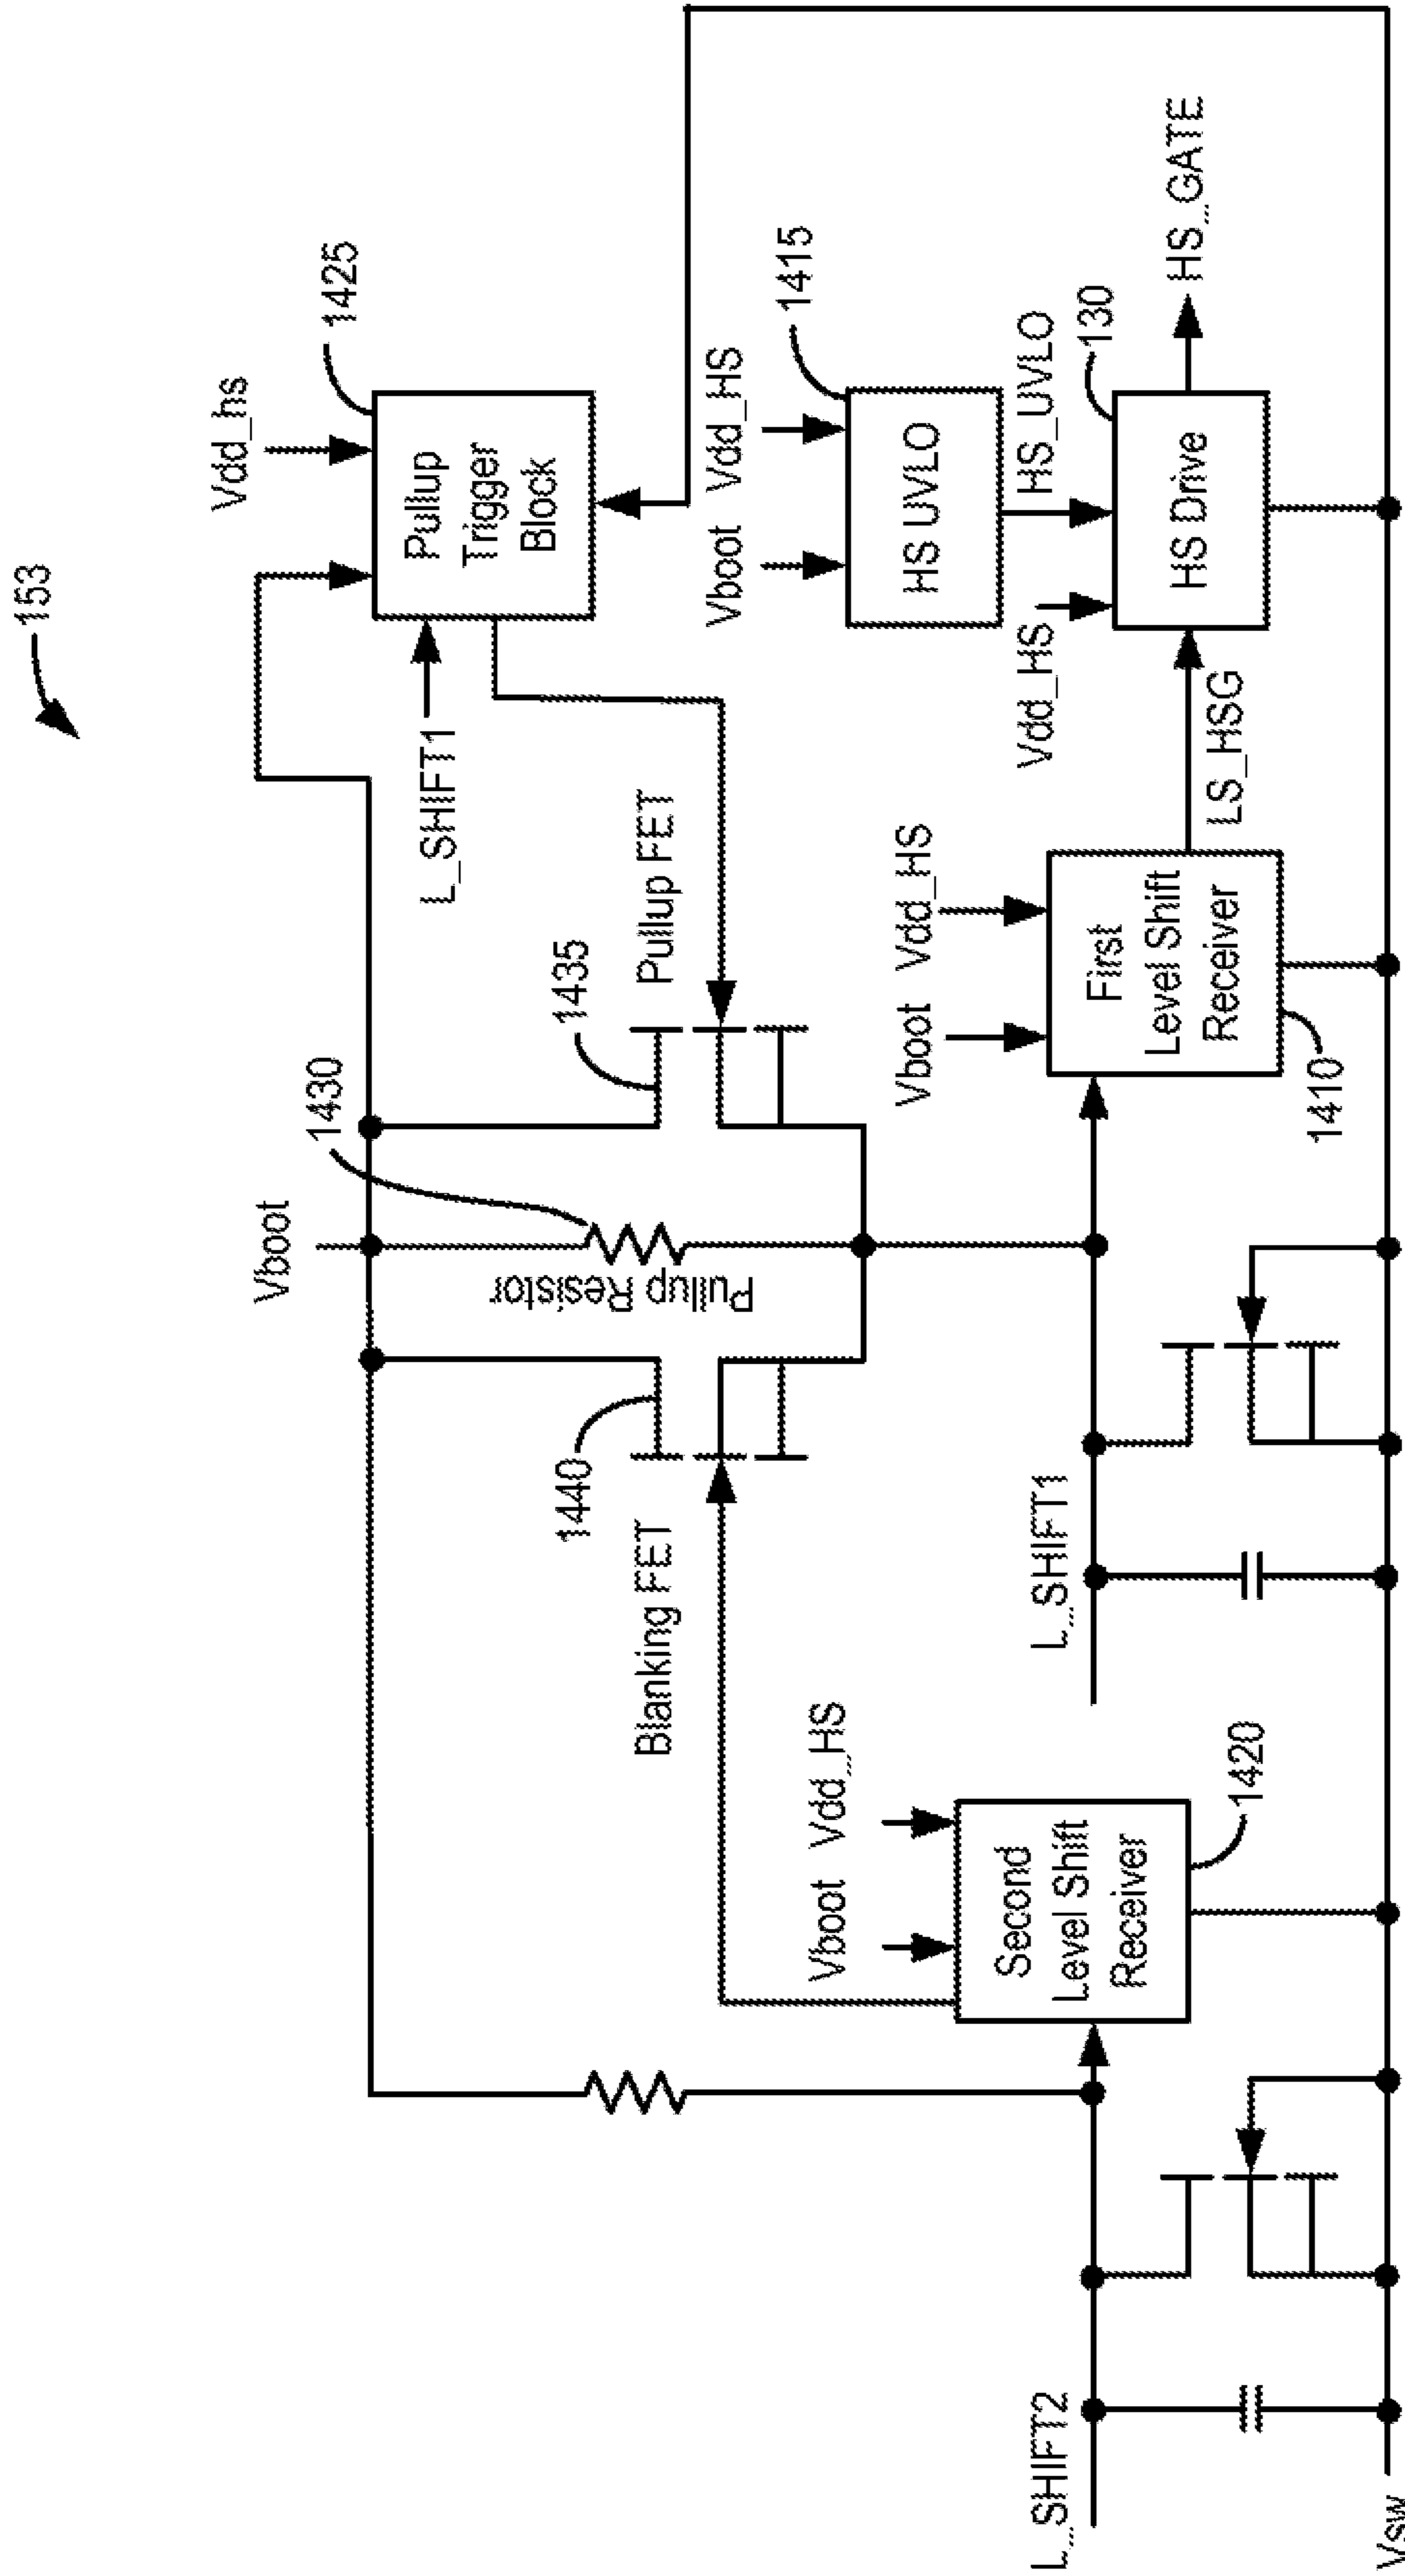 153
Vboot
Vdd_hs
1425
Pullup
Trigger
Block
L_SHIFT1
1430
1435
Pullup Resistor
Pullup FET
1440
Blanking FET
Vboot
Vdd_HS
1415
HS UVLO
HS_UVLO
Vboot
Vdd_HS
Second
Level Shift
Receiver
1420
Vboot
Vdd_HS
First
Level Shift
Receiver
1410
LS_HSG
Vdd_HS
130
HS Drive
HS_GATE
L_SHIFT2
L_SHIFT1
Vsw